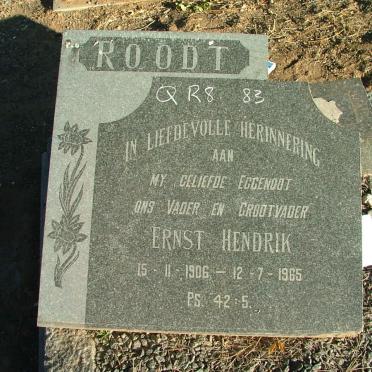 ROODT
QR8 83
IN LIEFDEVOLLE HERINNERING
AAN
MY GELIEFDE EGGENOOT
ONS VADER EN GROOTVADER
ERNST HENDRIK
15-11-1906 - 12-7-1965
PS. 42:5.